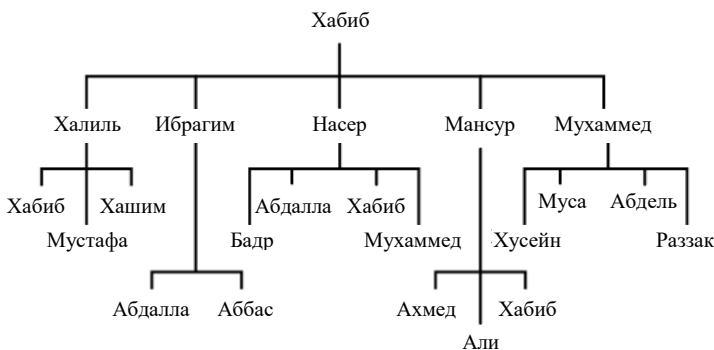 Хабиб
Халиль Ибрагим Насер Мансур Мухаммед
Хабиб Хашим Абдалла Хабиб Муса Абдель
Мустафа Бадр Мухаммед Хусейн Раззак
Абдалла Аббас Ахмед Хабиб
Али